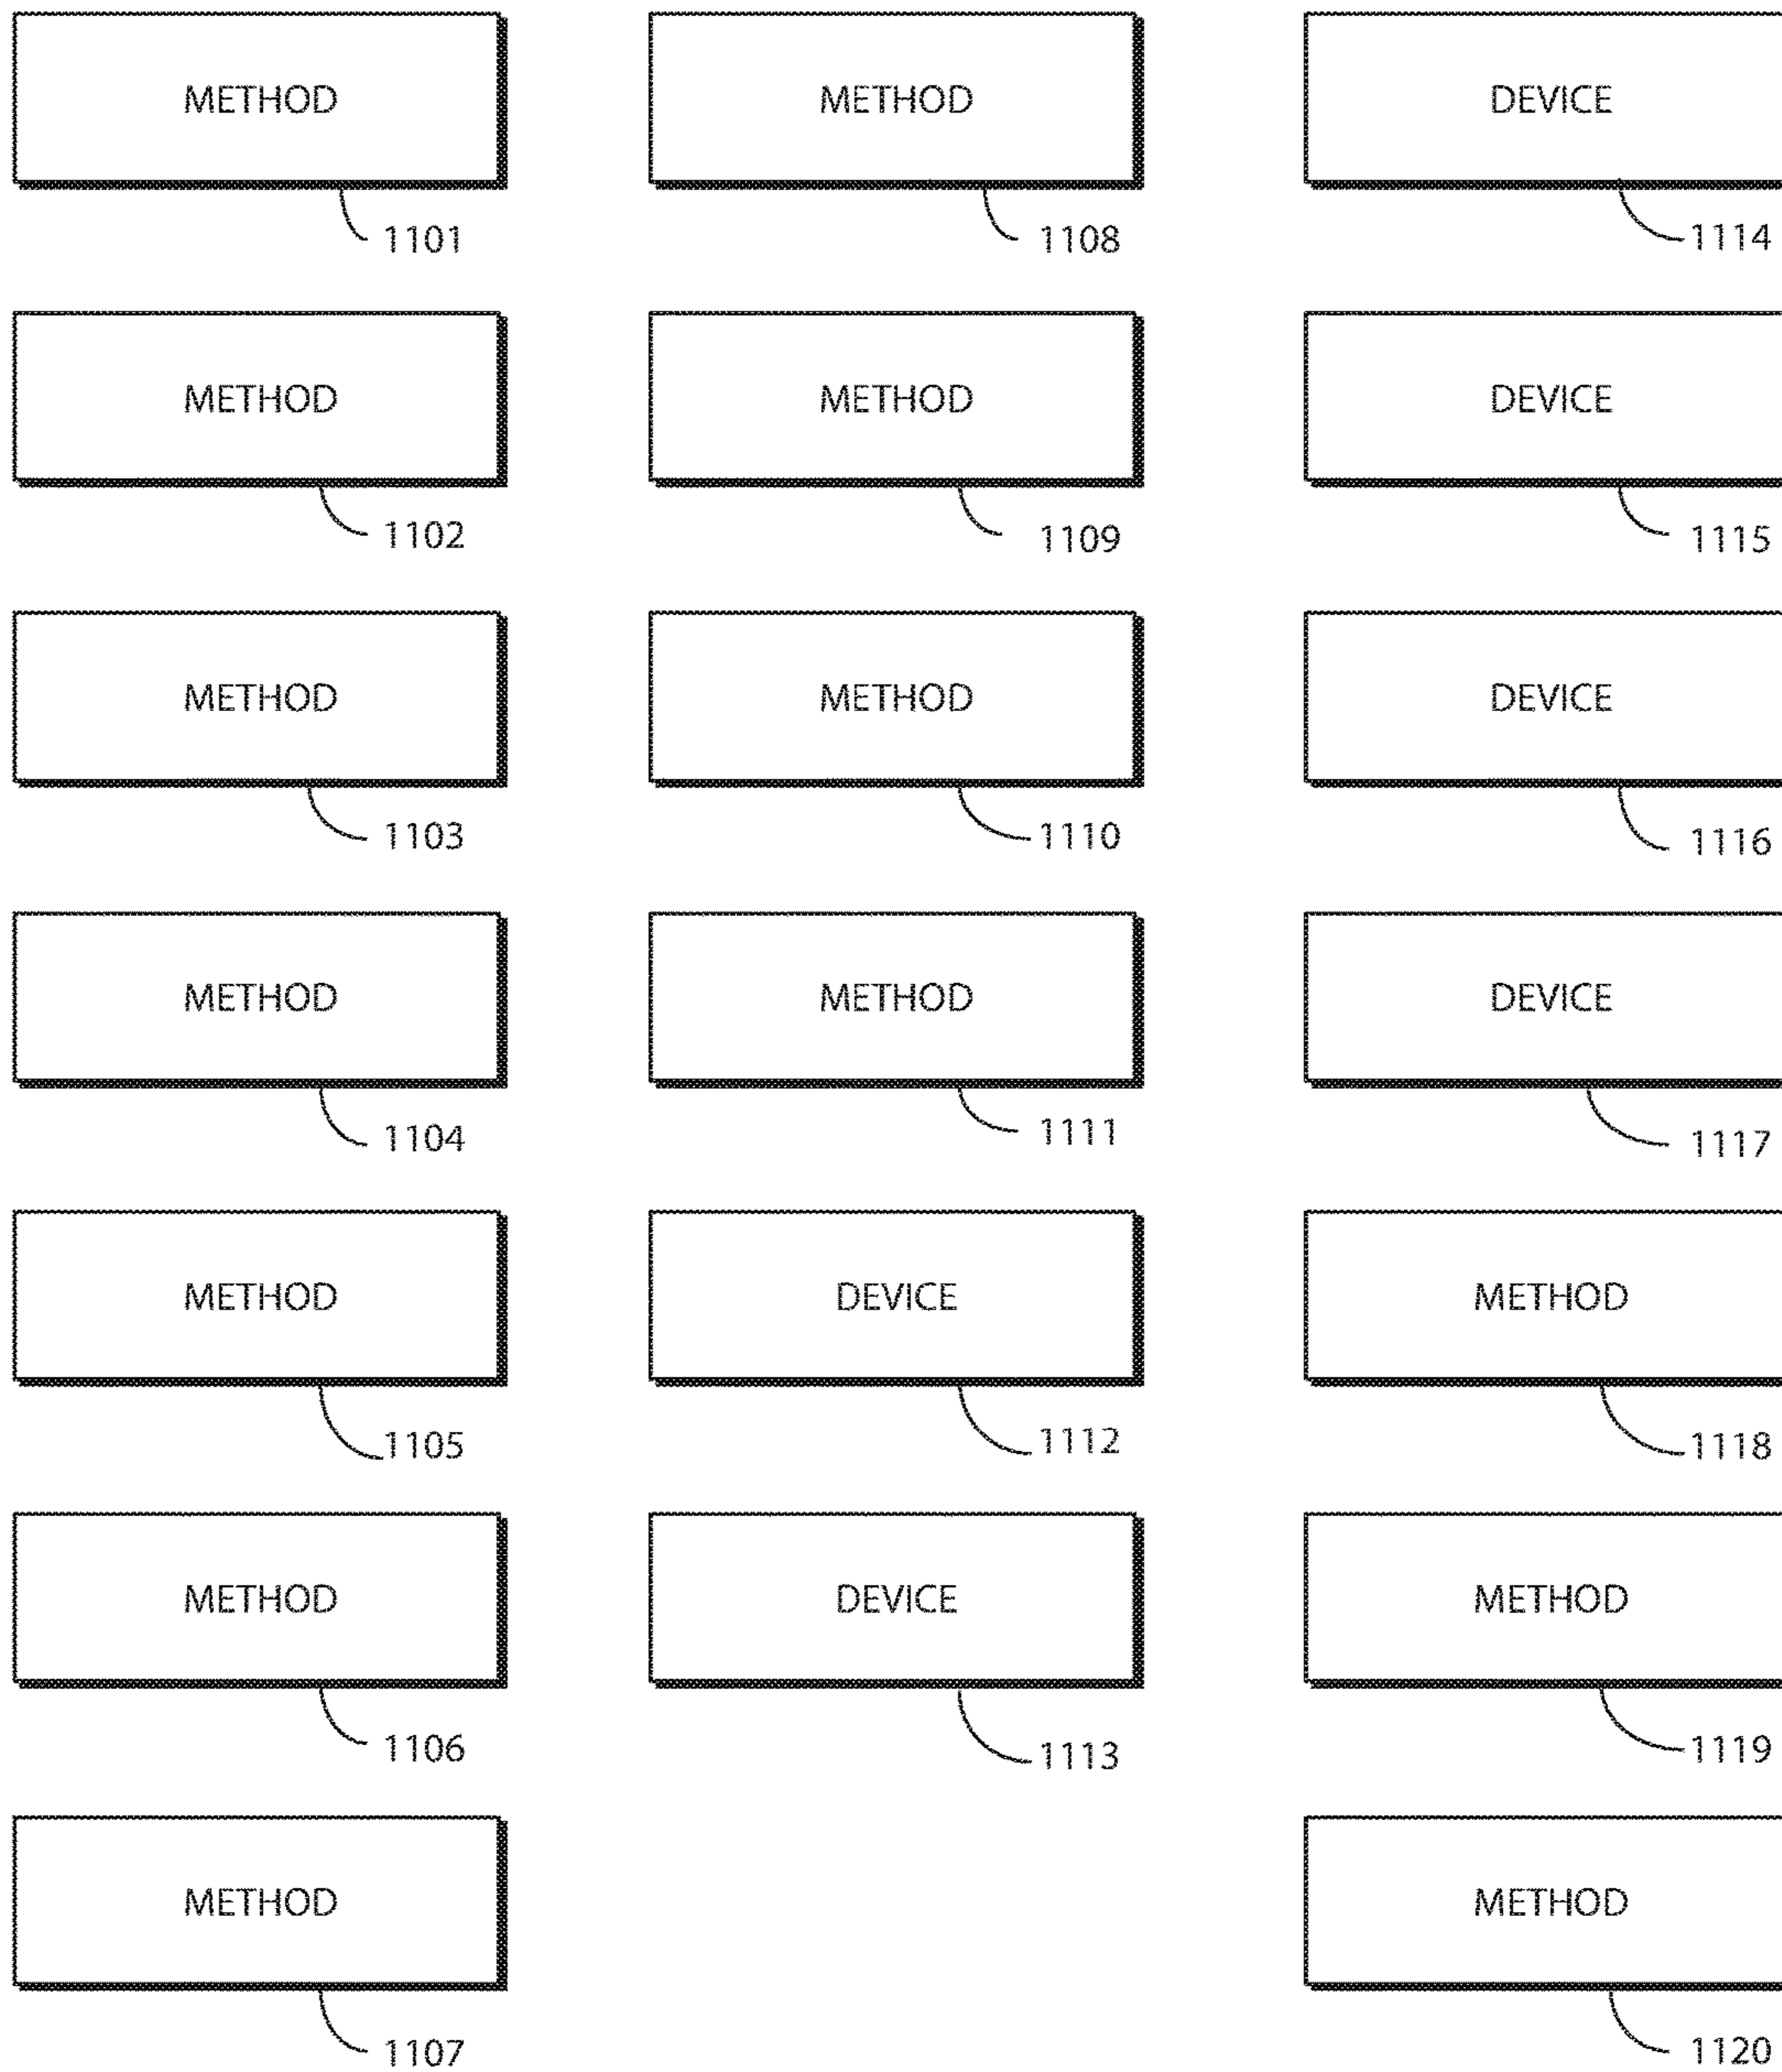 METHOD
1101
METHOD
1102
METHOD
1103
METHOD
1104
METHOD
1105
METHOD
1106
METHOD
1107
METHOD
1108
METHOD
1109
METHOD
1110
METHOD
1111
DEVICE
1112
DEVICE
1113
DEVICE
1114
DEVICE
1115
DEVICE
1116
DEVICE
1117
METHOD
1118
METHOD
1119
METHOD
1120